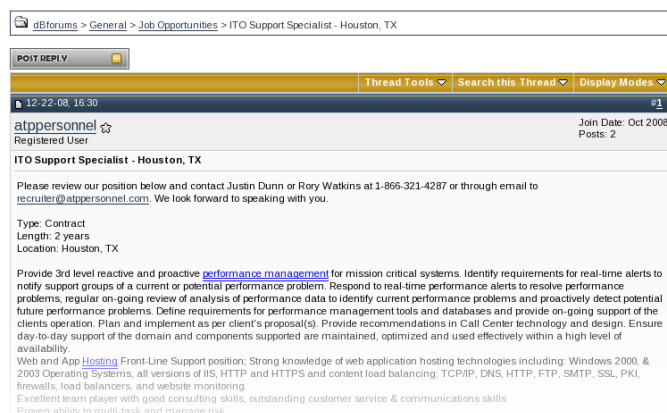 dBforums > General > Job Opportunities > ITO Support Specialist - Houston, TX
POST REPLY
Thread Tools Search this Thread Display Modes
12-22-08, 16:30 #1
atppersonnel Join Date: Oct 2008
Registered User Posts: 2
ITO Support Specialist - Houston, TX
Please review our position below and contact Justin Dunn or Rory Watkins at 1-866-321-4287 or through email to
recruiter@atppersonnel.com. We look forward to speaking with you.
Type: Contract
Length: 2 years
Location: Houston, TX
Provide 3rd level reactive and proactive performance management for mission critical systems. Identify requirements for real-time alerts to
notify support groups of a current or potential performance problem. Respond to real-time performance alerts to resolve performance
problems, regular on-going review of analysis of performance data to identify current performance problems and proactively detect potential
future performance problems. Define requirements for performance management tools and databases and provide on-going support of the
clients operation. Plan and implement as per client's proposal(s). Provide recommendations in Call Center technology and design. Ensure
day-to-day support of the domain and components supported are maintained, optimized and used effectively within a high level of
availability.
Web and App Hosting Front-Line Support position; Strong knowledge of web application hosting technologies including: Windows 2000, &
2003 Operating Systems, all versions of IIS, HTTP and HTTPS and content load balancing; TCP/IP, DNS, HTTP, FTP, SMTP, SSL, PKI,
firewalls, load balancers, and website monitoring.
Excellent team player with good consulting skills, outstanding customer service & communications skills
Proven ability to multi-task and manage risk